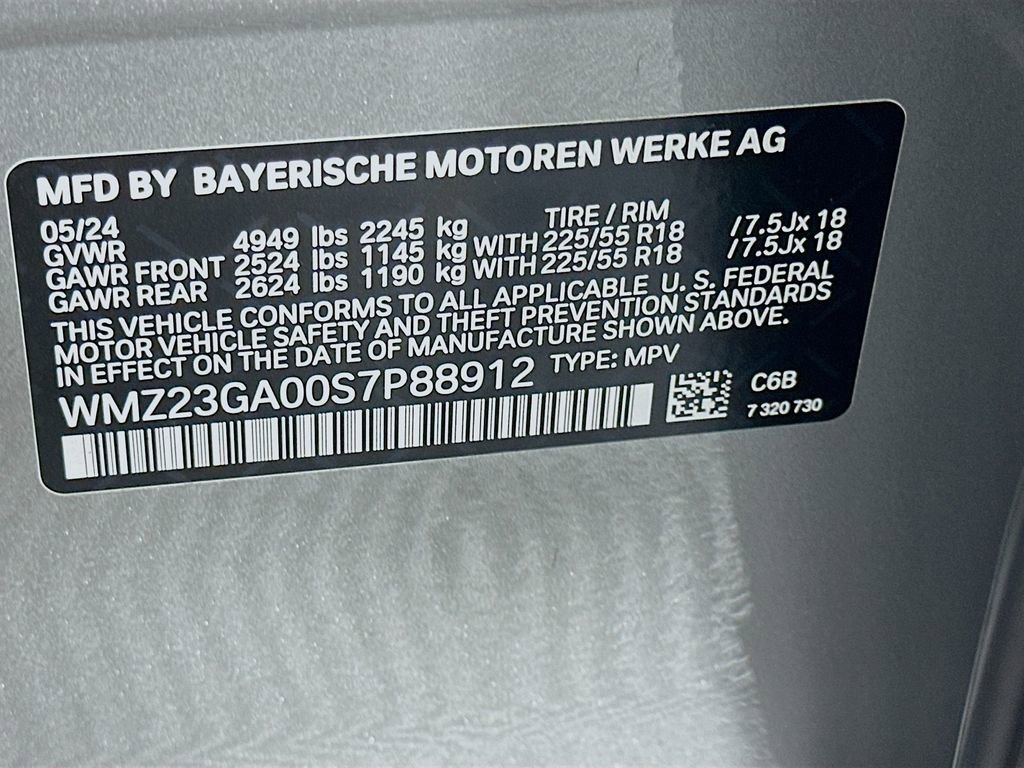 MFD BY BAYERISCHE MOTOREN WERKE AG
05/24 TIRE / RIM
GVWR 4949 lbs 2245 kg
GAWR FRONT 2524 lbs 1145 kg WITH 225/55 R18 /7.5Jx 18
GAWR REAR 2624 lbs 1190 kg WITH 225/55 R18 /7.5Jx 18
THIS VEHICLE CONFORMS TO ALL APPLICABLE U. S. FEDERAL
MOTOR VEHICLE SAFETY AND THEFT PREVENTION STANDARDS
IN EFFECT ON THE DATE OF MANUFACTURE SHOWN ABOVE.
WMZ23GA00S7P88912 TYPE: MPV
C6B
7 320 730